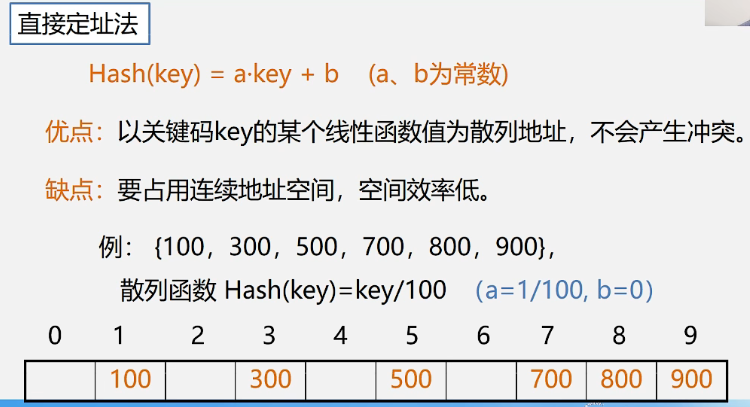 直接定址法
Hash(key) = a·key + b (a、b为常数)
优点：以关键码key的某个线性函数值为散列地址，不会产生冲突。
缺点：要占用连续地址空间，空间效率低。
例： {100，300，500，700，800，900}，
散列函数 Hash(key)=key/100 （a=1/100, b=0）
0 1 2 3 4 5 6 7 8 9
100 300 500 700 800 900